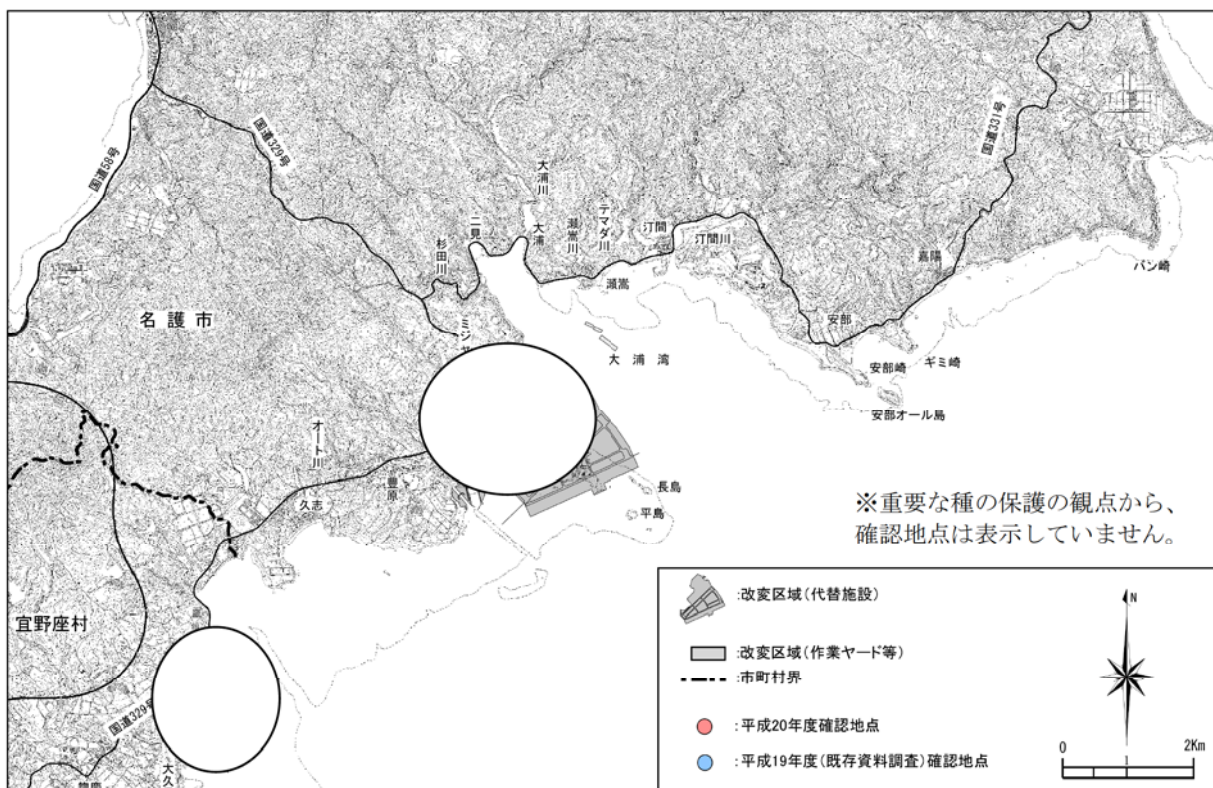 国道58号
国道329号
国道331号
大浦川
杉田川
二見
大浦
瀬嵩川
テマダ川
汀間
汀間川
瀬嵩
嘉陽
バン崎
名護市
ミジャ
大浦湾
安部
安部崎
ギミ崎
安部オール島
オート川
久志
豊原
長島
平島
※重要な種の保護の観点から、
確認地点は表示していません。
宜野座村
国道329号
大久
:改変区域(代替施設)
:改変区域(作業ヤード等)
:市町村界
:平成20年度確認地点
:平成19年度(既存資料調査)確認地点
N
0 2Km